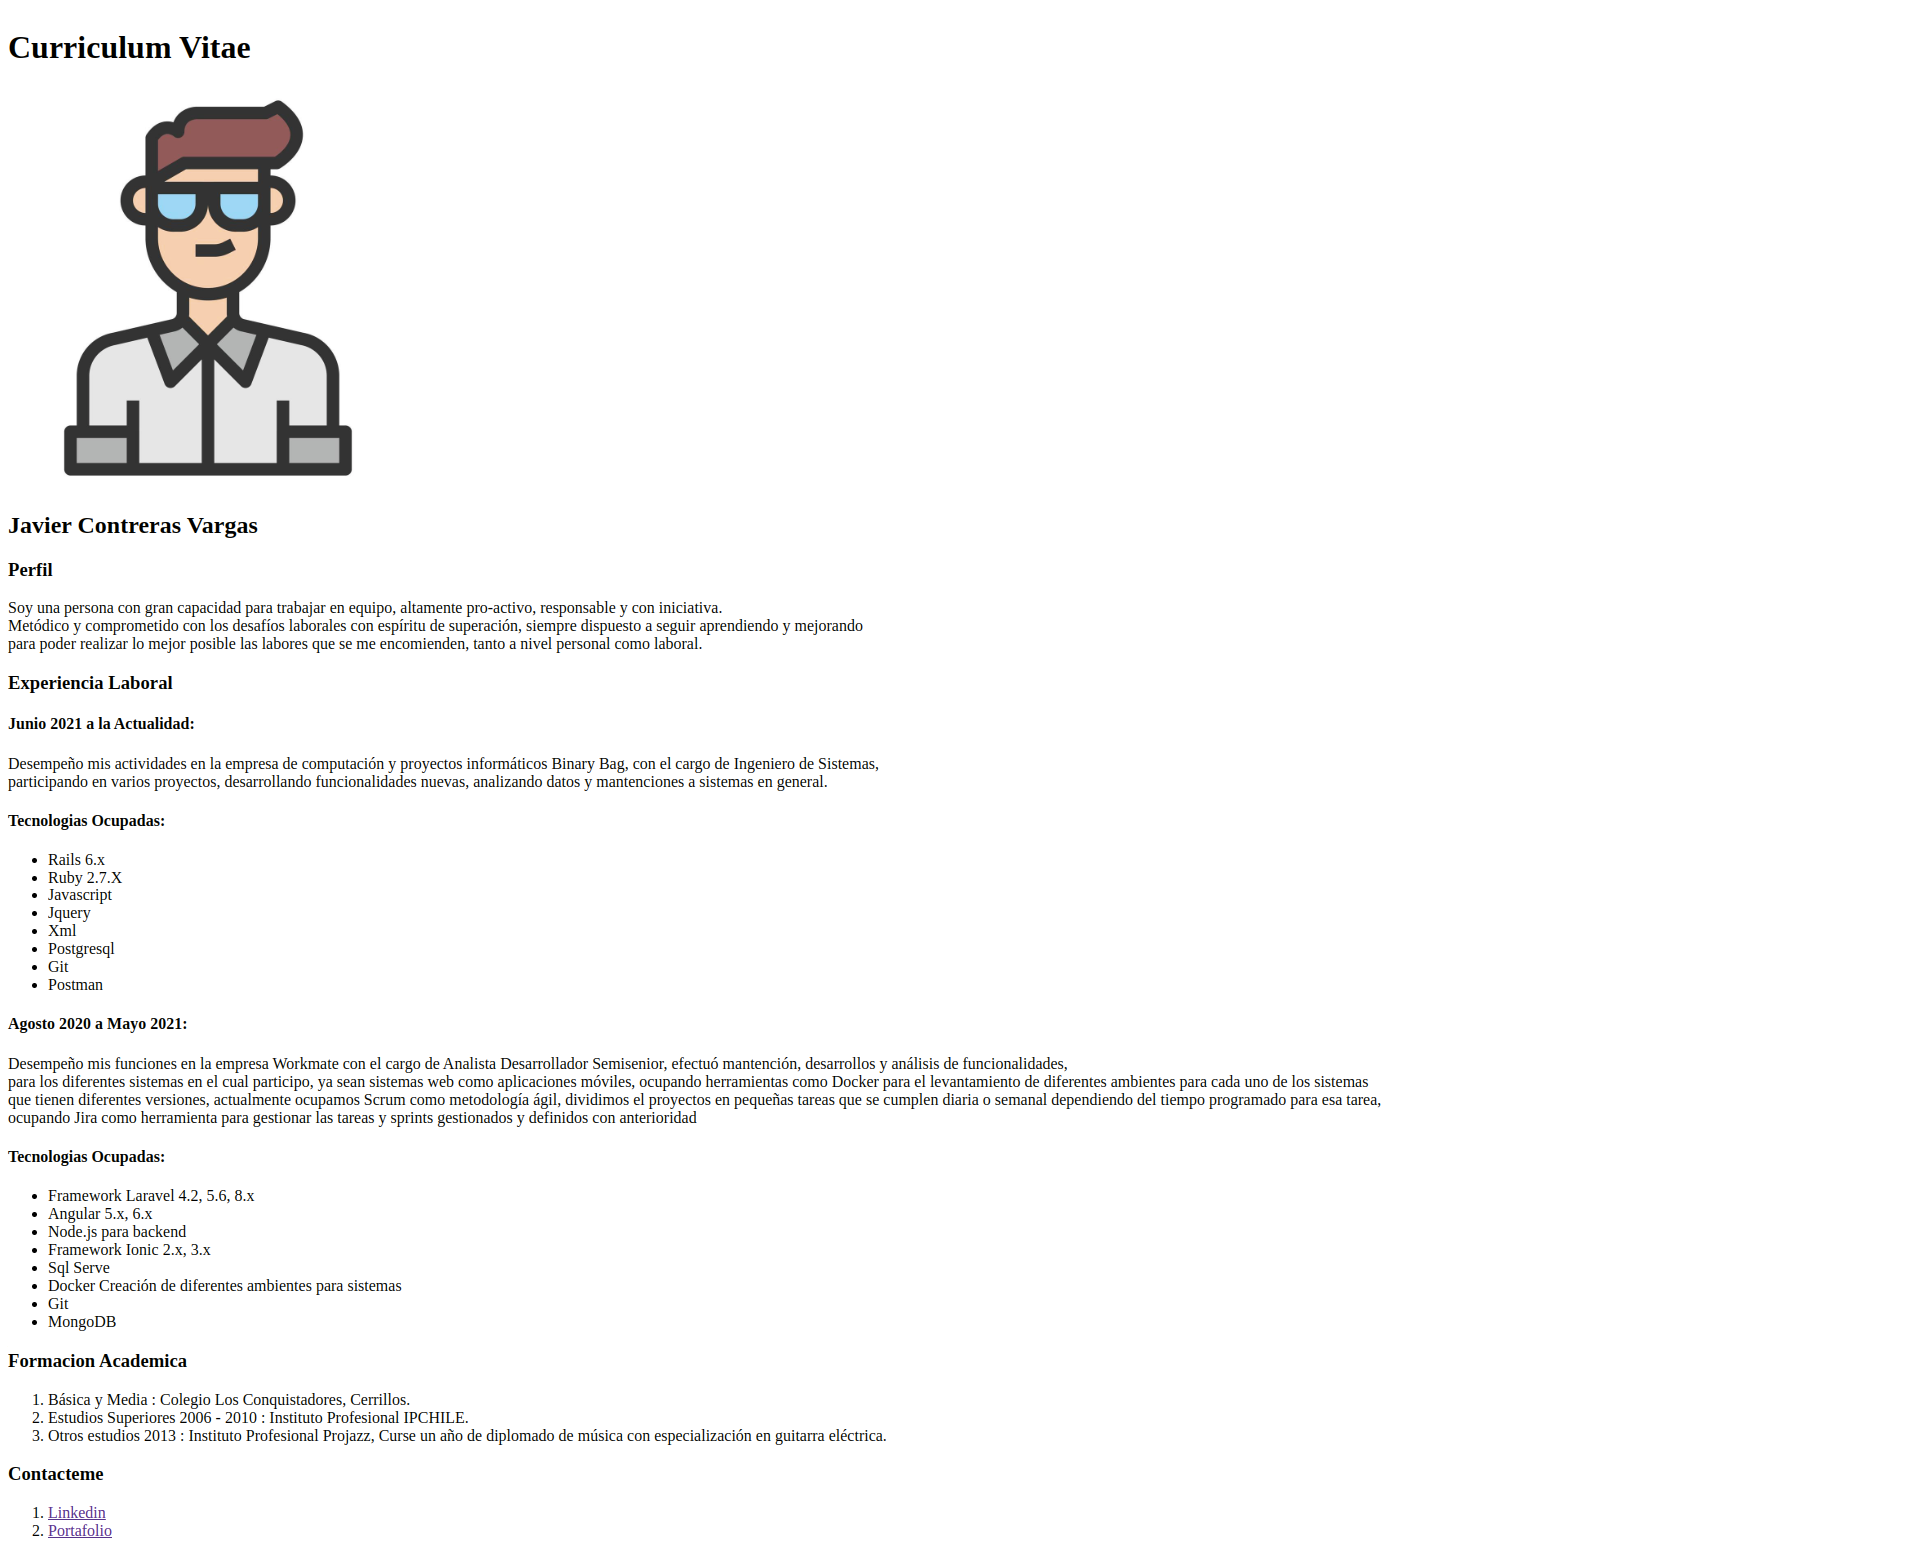 Curriculum Vitae
Javier Contreras Vargas
Perfil
Soy una persona con gran capacidad para trabajar en equipo, altamente pro-activo, responsable y con iniciativa.
Metódico y comprometido con los desafíos laborales con espíritu de superación, siempre dispuesto a seguir aprendiendo y mejorando
para poder realizar lo mejor posible las labores que se me encomienden, tanto a nivel personal como laboral.
Experiencia Laboral
Junio 2021 a la Actualidad:
Desempeño mis actividades en la empresa de computación y proyectos informáticos Binary Bag, con el cargo de Ingeniero de Sistemas,
participando en varios proyectos, desarrollando funcionalidades nuevas, analizando datos y mantenciones a sistemas en general.
Tecnologias Ocupadas:
• Rails 6.x
• Ruby 2.7.X
• Javascript
• Jquery
• Xml
• Postgresql
• Git
• Postman
Agosto 2020 a Mayo 2021:
Desempeño mis funciones en la empresa Workmate con el cargo de Analista Desarrollador Semisenior, efectuó mantención, desarrollos y análisis de funcionalidades,
para los diferentes sistemas en el cual participo, ya sean sistemas web como aplicaciones móviles, ocupando herramientas como Docker para el levantamiento de diferentes ambientes para cada uno de los sistemas
que tienen diferentes versiones, actualmente ocupamos Scrum como metodología ágil, dividimos el proyectos en pequeñas tareas que se cumplen diaria o semanal dependiendo del tiempo programado para esa tarea,
ocupando Jira como herramienta para gestionar las tareas y sprints gestionados y definidos con anterioridad
Tecnologias Ocupadas:
• Framework Laravel 4.2, 5.6, 8.x
• Angular 5.x, 6.x
• Node.js para backend
• Framework Ionic 2.x, 3.x
• Sql Serve
• Docker Creación de diferentes ambientes para sistemas
• Git
• MongoDB
Formacion Academica
1. Básica y Media : Colegio Los Conquistadores, Cerrillos.
2. Estudios Superiores 2006 - 2010 : Instituto Profesional IPCHILE.
3. Otros estudios 2013 : Instituto Profesional Projazz, Curse un año de diplomado de música con especialización en guitarra eléctrica.
Contacteme
1. Linkedin
2. Portafolio